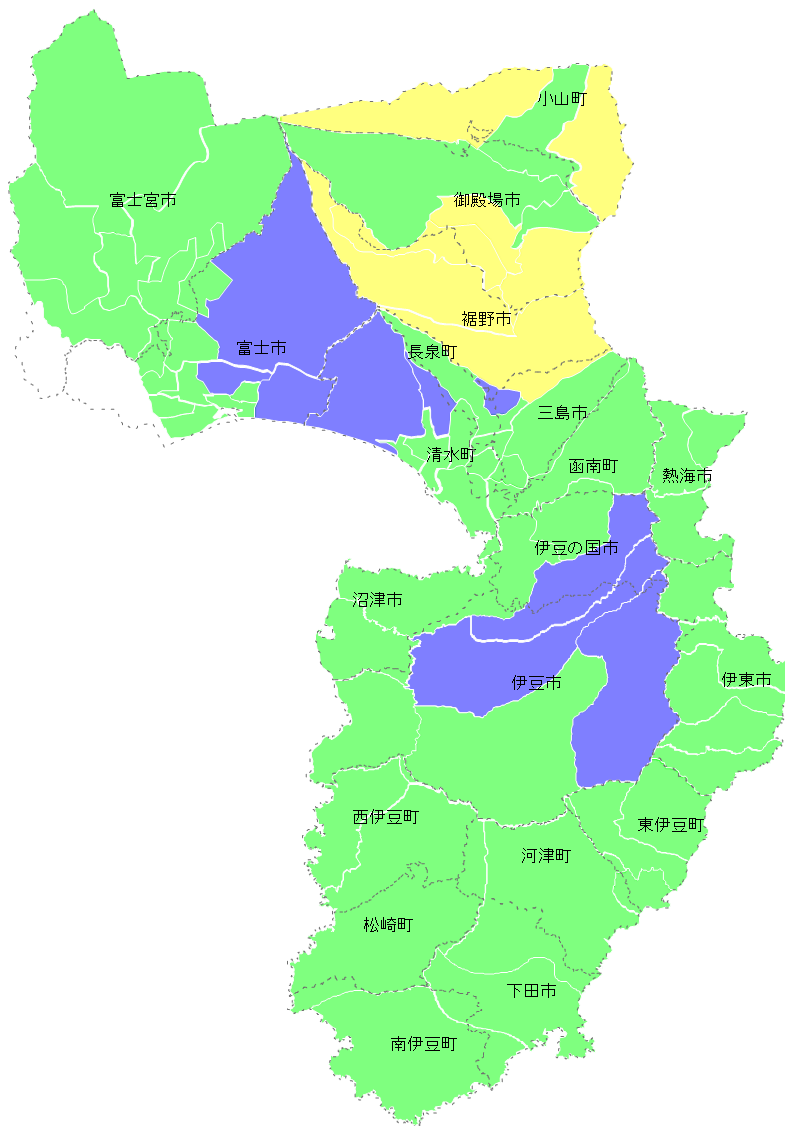 小山町
富士宮市
御殿場市
裾野市
富士市
長泉町
三島市
清水町
函南町
熱海市
伊豆の国市
沼津市
伊東市
伊豆市
西伊豆町
東伊豆町
河津町
松崎町
下田市
南伊豆町